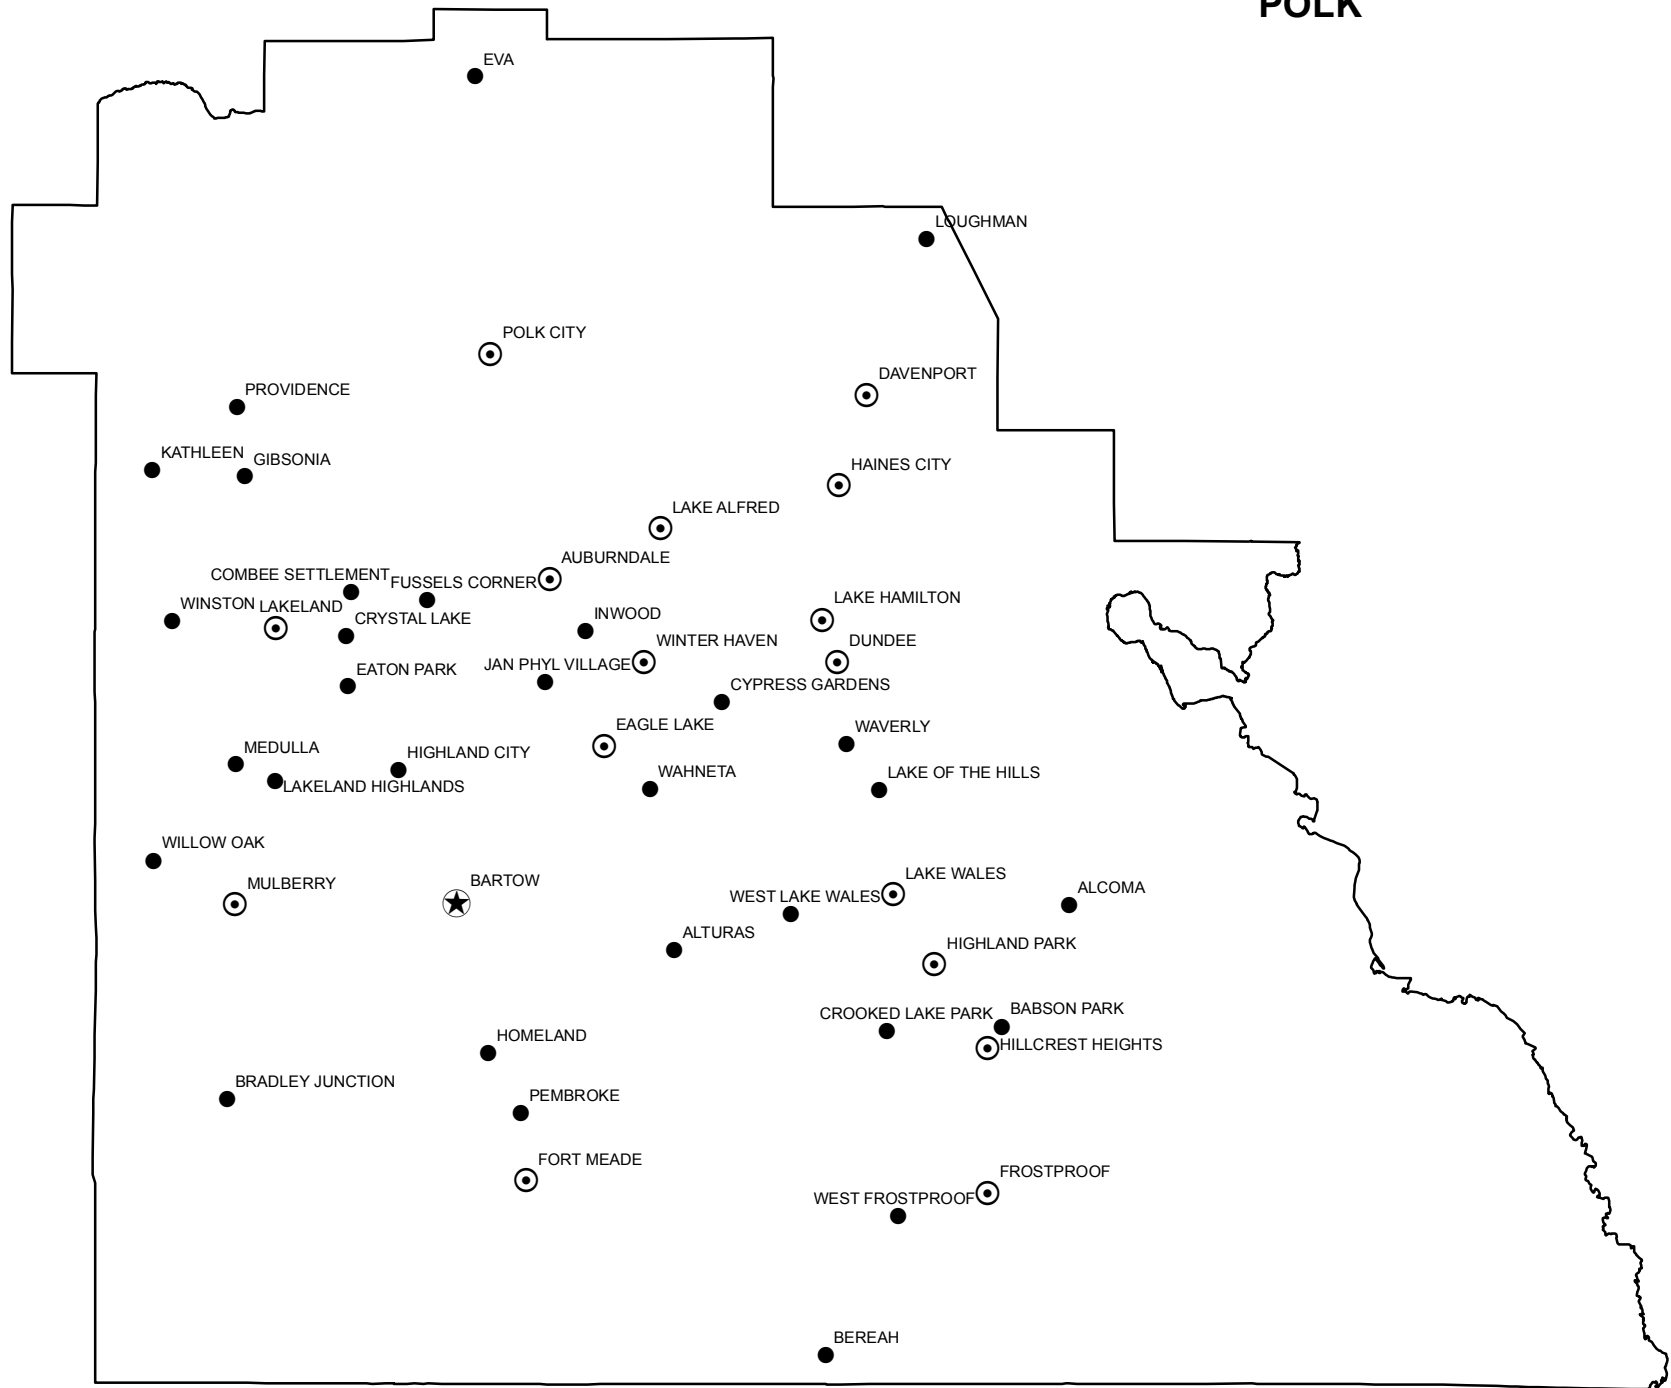 POLK
EVA
LOUGHMAN
POLK CITY
DAVENPORT
PROVIDENCE
KATHLEEN
GIBSONIA
HAINES CITY
LAKE ALFRED
AUBURNDALE
COMBEE SETTLEMENT
FUSSELS CORNER
WINSTON
LAKELAND
CRYSTAL LAKE
INWOOD
LAKE HAMILTON
WINTER HAVEN
DUNDEE
EATON PARK
JAN PHYL VILLAGE
CYPRESS GARDENS
EAGLE LAKE
WAVERLY
MEDULLA
HIGHLAND CITY
WAHNETA
LAKE OF THE HILLS
LAKELAND HIGHLANDS
WILLOW OAK
MULBERRY
BARTOW
LAKE WALES
WEST LAKE WALES
ALCOMA
ALTURAS
HIGHLAND PARK
CROOKED LAKE PARK
BABSON PARK
HOMELAND
HILLCREST HEIGHTS
BRADLEY JUNCTION
PEMBROKE
FORT MEADE
FROSTPROOF
WEST FROSTPROOF
BEREAH